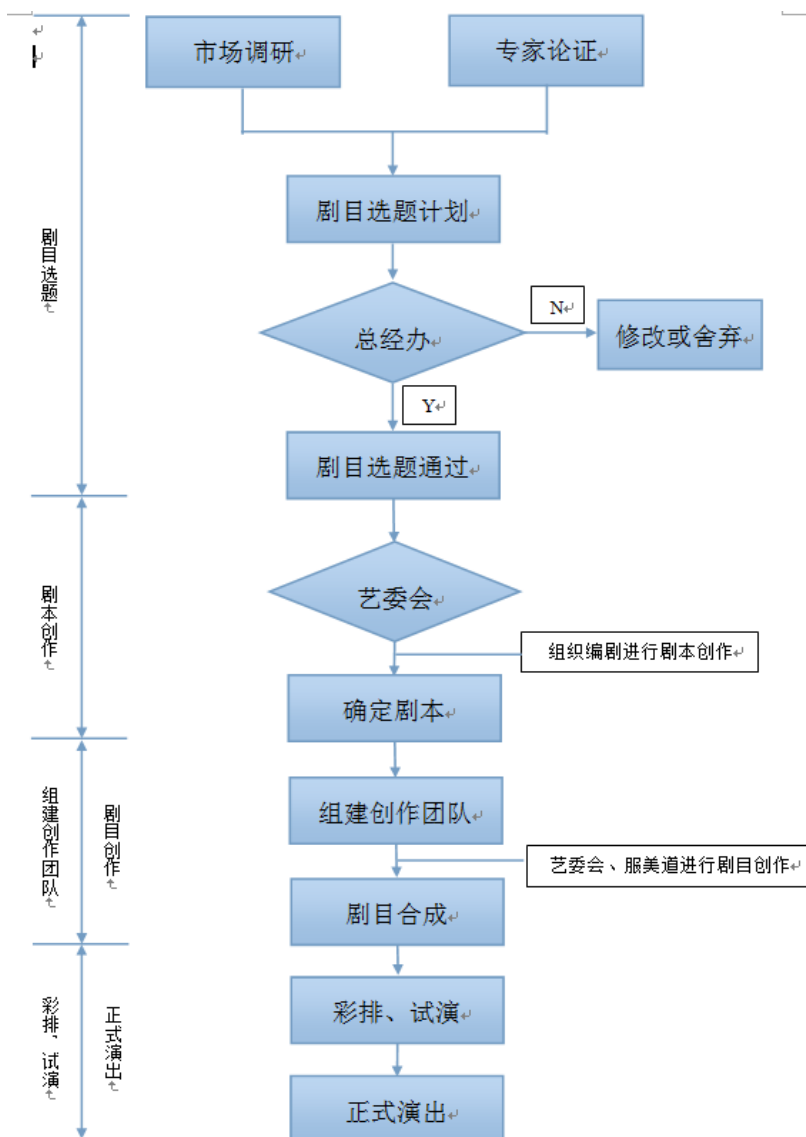 市场调研
专家论证
剧目选题计划
总经办
N
修改或舍弃
Y
剧目选题通过
剧目选题
艺委会
组织编剧进行剧本创作
确定剧本
剧本创作
组建创作团队
艺委会、服美道进行剧目创作
剧目合成
组建创作团队
剧目创作
彩排、试演
正式演出
彩排、试演
正式演出